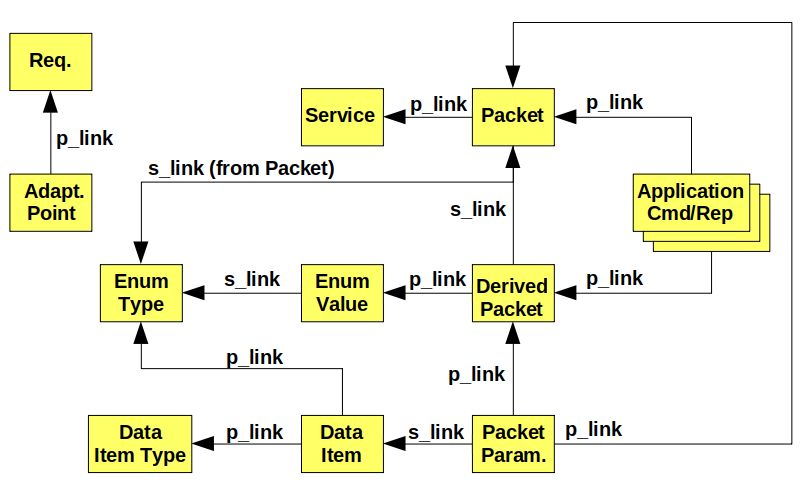 Req.
p_link
Adapt.
Point
Service
p_link
Packet
p_link
s_link (from Packet)
s_link
Application
Cmd/Rep
Enum
Type
s_link
Enum
Value
p_link
Derived
Packet
p_link
p_link
p_link
Data
Item Type
p_link
Data
Item
s_link
Packet
Param.
p_link